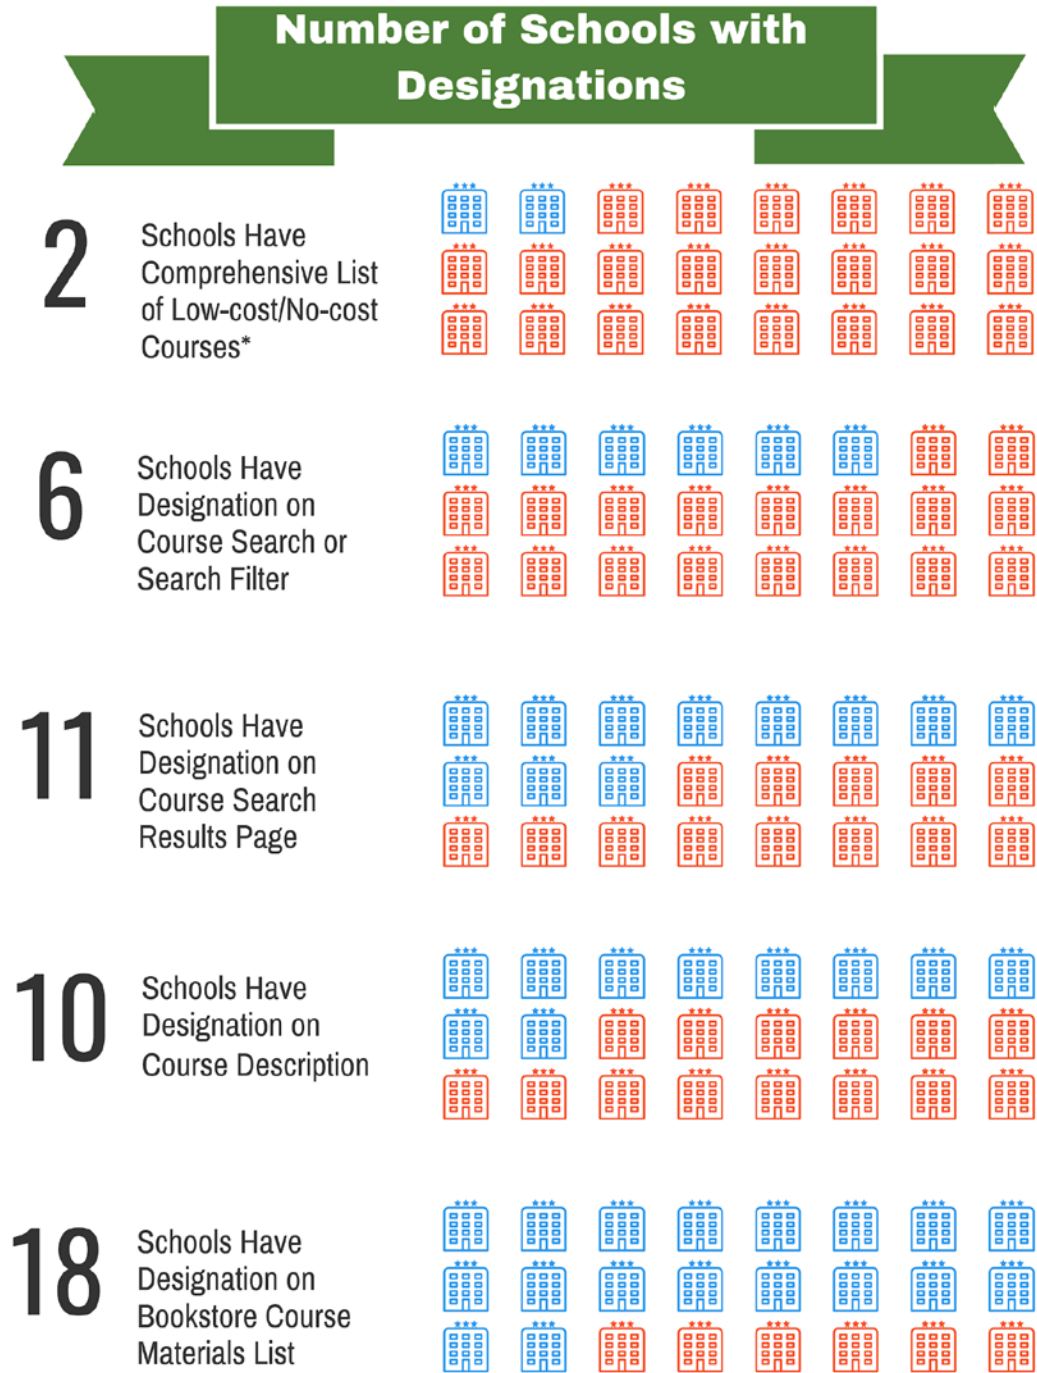 Number of Schools with
Designations
2
Schools Have
Comprehensive List
of Low-cost/No-cost
Courses*
6
Schools Have
Designation on
Course Search or
Search Filter
11
Schools Have
Designation on
Course Search
Results Page
10
Schools Have
Designation on
Course Description
18
Schools Have
Designation on
Bookstore Course
Materials List